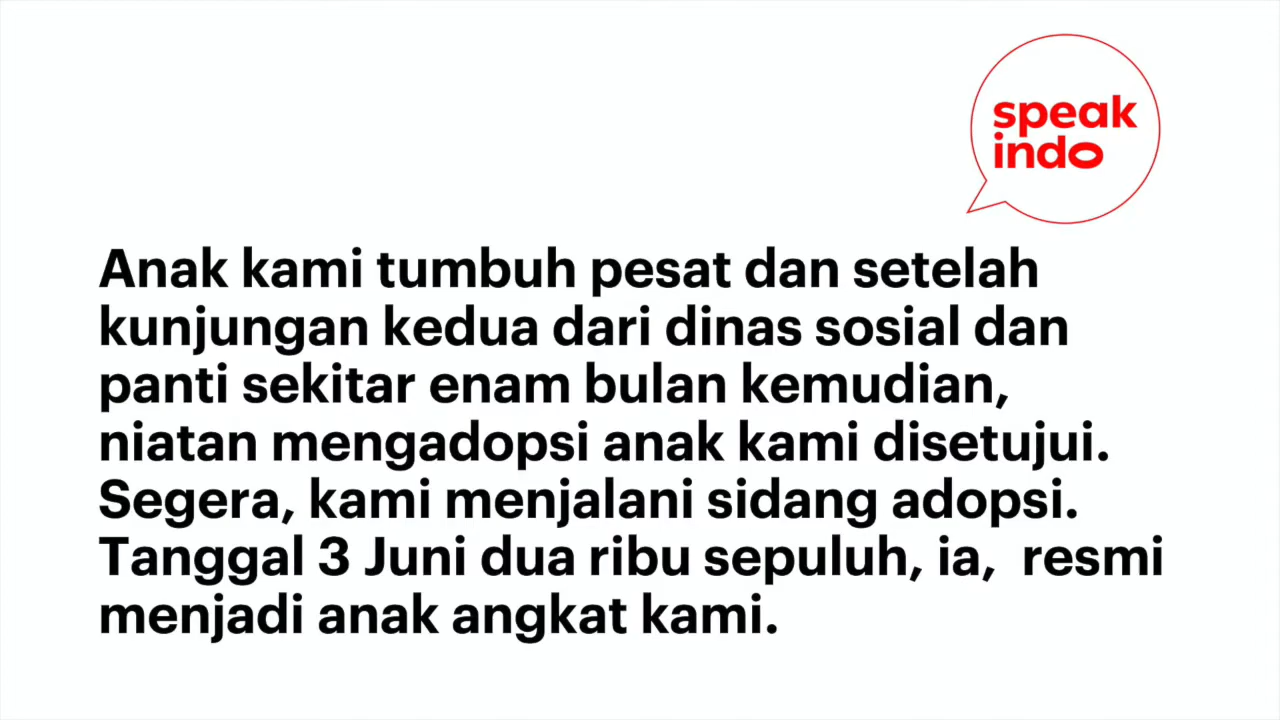 speak
indo
Anak kami tumbuh pesat dan setelah
kunjungan kedua dari dinas sosial dan
panti sekitar enam bulan kemudian,
niatan mengadopsi anak kami disetujui.
Segera, kami menjalani sidang adopsi.
Tanggal 3 Juni dua ribu sepuluh, ia,  resmi
menjadi anak angkat kami.